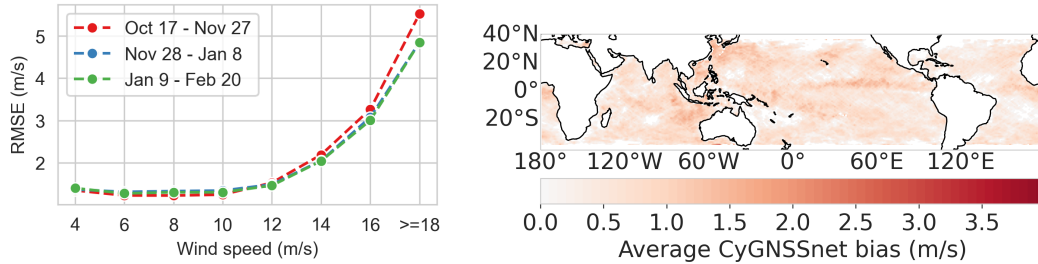 Oct 17 - Nov 27
Nov 28 - Jan 8
Jan 9 - Feb 20
RMSE (m/s)
5
4
3
2
4 6 8 10 12 14 16 >=18
Wind speed (m/s)
40°N
20°N
0°
20°S
180° 120°W 60°W 0° 60°E 120°E
0.0 0.5 1.0 1.5 2.0 2.5 3.0 3.5
Average CyGNSSnet bias (m/s)